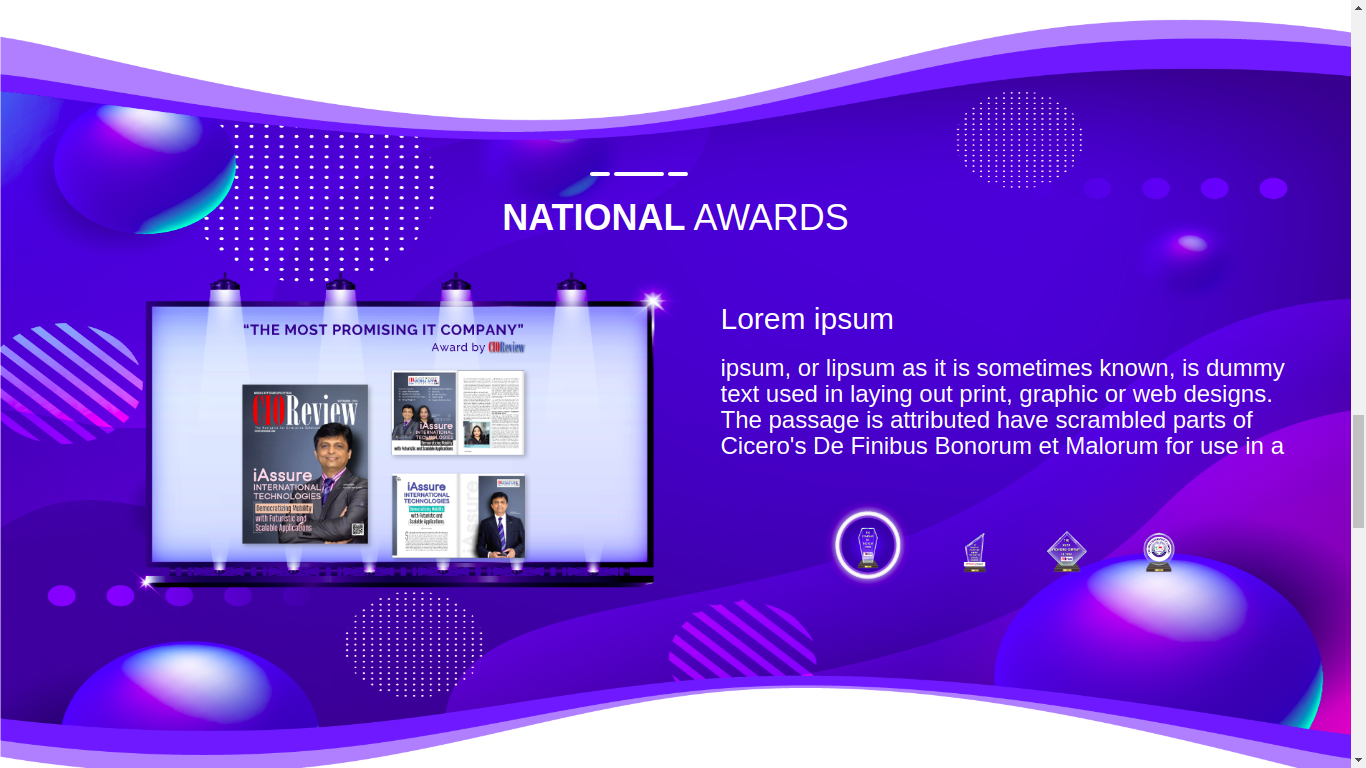 NATIONAL AWARDS
“THE MOST PROMISING IT COMPANY”
Award by CIOReview
CIOReview
iAssure
INTERNATIONAL
TECHNOLOGIES
Democratizing Mobility
with Futuristic and
Scalable Applications
iAssure
INTERNATIONAL
TECHNOLOGIES
Democratizing Mobility
with Futuristic and Scalable Applications
iAssure
INTERNATIONAL
TECHNOLOGIES
Democratizing Mobility
with Futuristic and
Scalable Applications
iAssure
Lorem ipsum
ipsum, or lipsum as it is sometimes known, is dummy
text used in laying out print, graphic or web designs.
The passage is attributed have scrambled parts of
Cicero's De Finibus Bonorum et Malorum for use in a